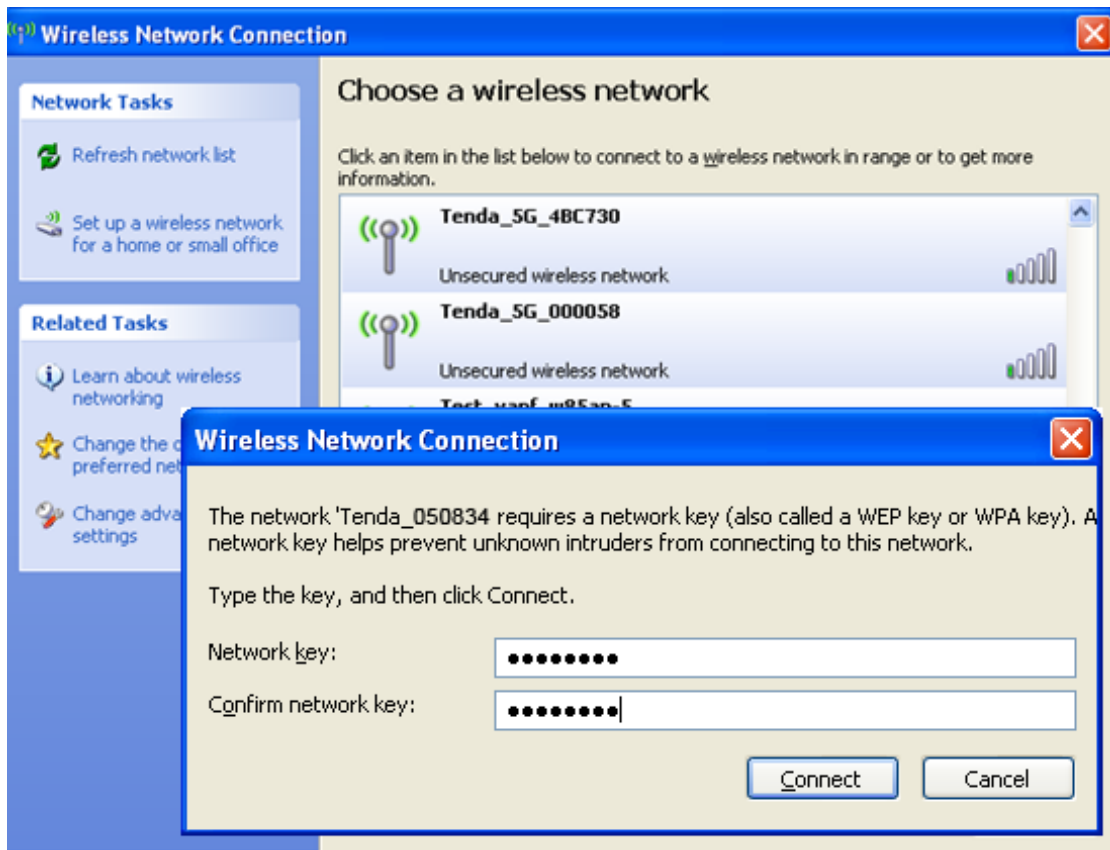 Wireless Network Connection
Network Tasks
Refresh network list
Set up a wireless network
for a home or small office
Related Tasks
Learn about wireless
networking
Change the
preferred
Change
settings
Choose a wireless network
Click an item in the list below to connect to a wireless network in range or to get more
information.
Tenda_5G_4BC730
Unsecured wireless network
Tenda_5G_000058
Unsecured wireless network
Wireless Network Connection
The network 'Tenda_050834 requires a network key (also called a WEP key or WPA key). A
network key helps prevent unknown intruders from connecting to this network.
Type the key, and then click Connect.
Network key:
••••••••
Confirm network key:
••••••••
Connect
Cancel